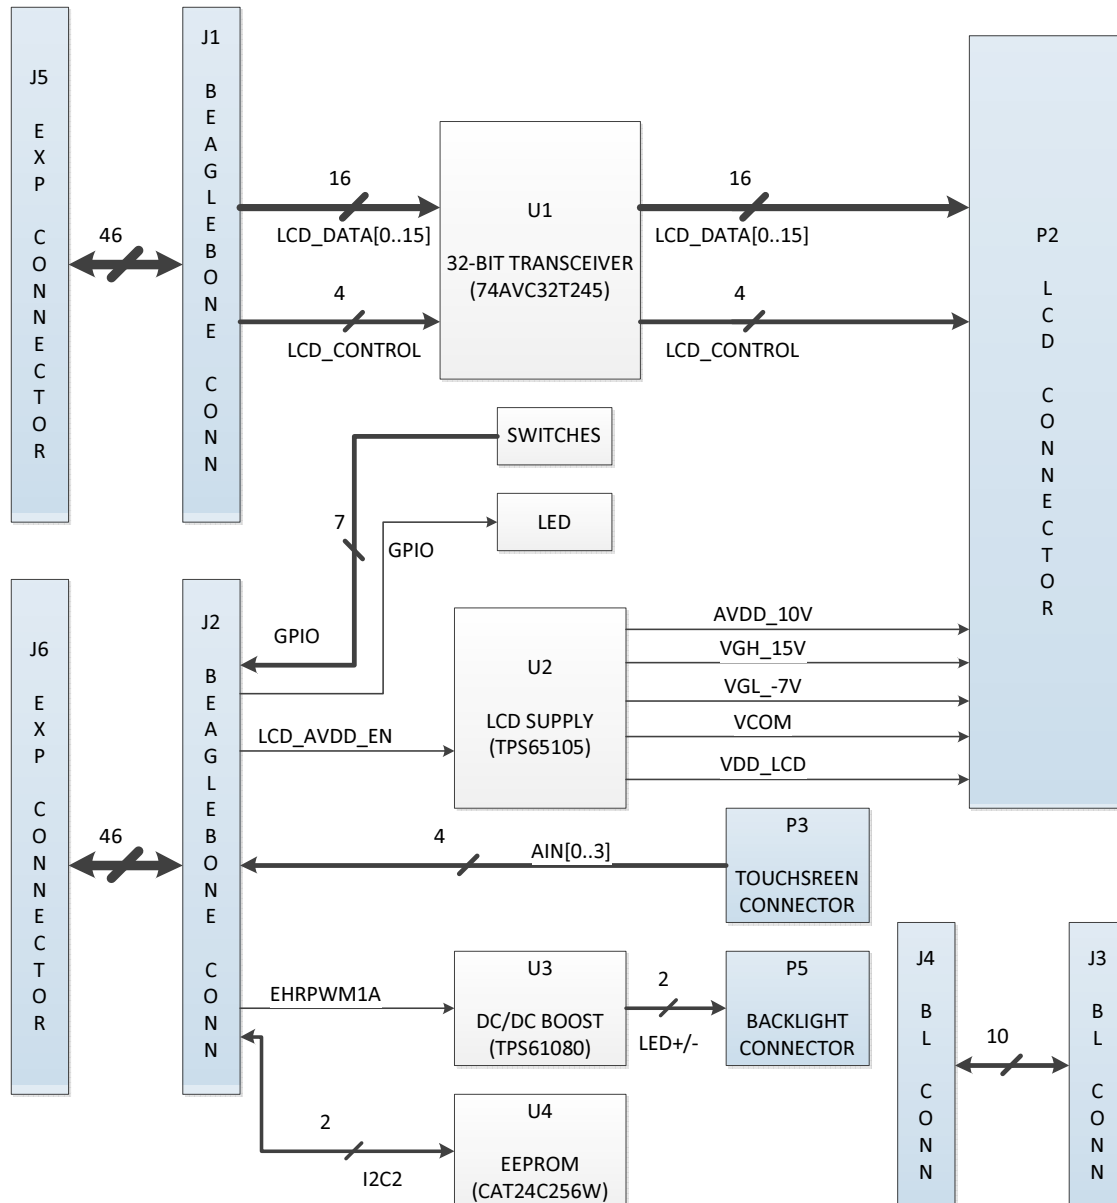 J5
EXP CONNECTOR
46
J1
BEAGLEBONE CONN
16
LCD_DATA[0..15]
4
LCD_CONTROL
U1
32-BIT TRANSCEIVER
(74AVC32T245)
16
LCD_DATA[0..15]
4
LCD_CONTROL
P2
LCD CONNECTOR
SWITCHES
7
GPIO
LED
GPIO
J6
EXP CONNECTOR
46
J2
BEAGLEBONE CONN
LCD_AVDD_EN
U2
LCD SUPPLY
(TPS65105)
AVDD_10V
VGH_15V
VGL_-7V
VCOM
VDD_LCD
4
AIN[0..3]
P3
TOUCHSREEN
CONNECTOR
EHRPWM1A
U3
DC/DC BOOST
(TPS61080)
2
LED+/-
P5
BACKLIGHT
CONNECTOR
2
I2C2
U4
EEPROM
(CAT24C256W)
J4
BL CONN
10
J3
BL CONN